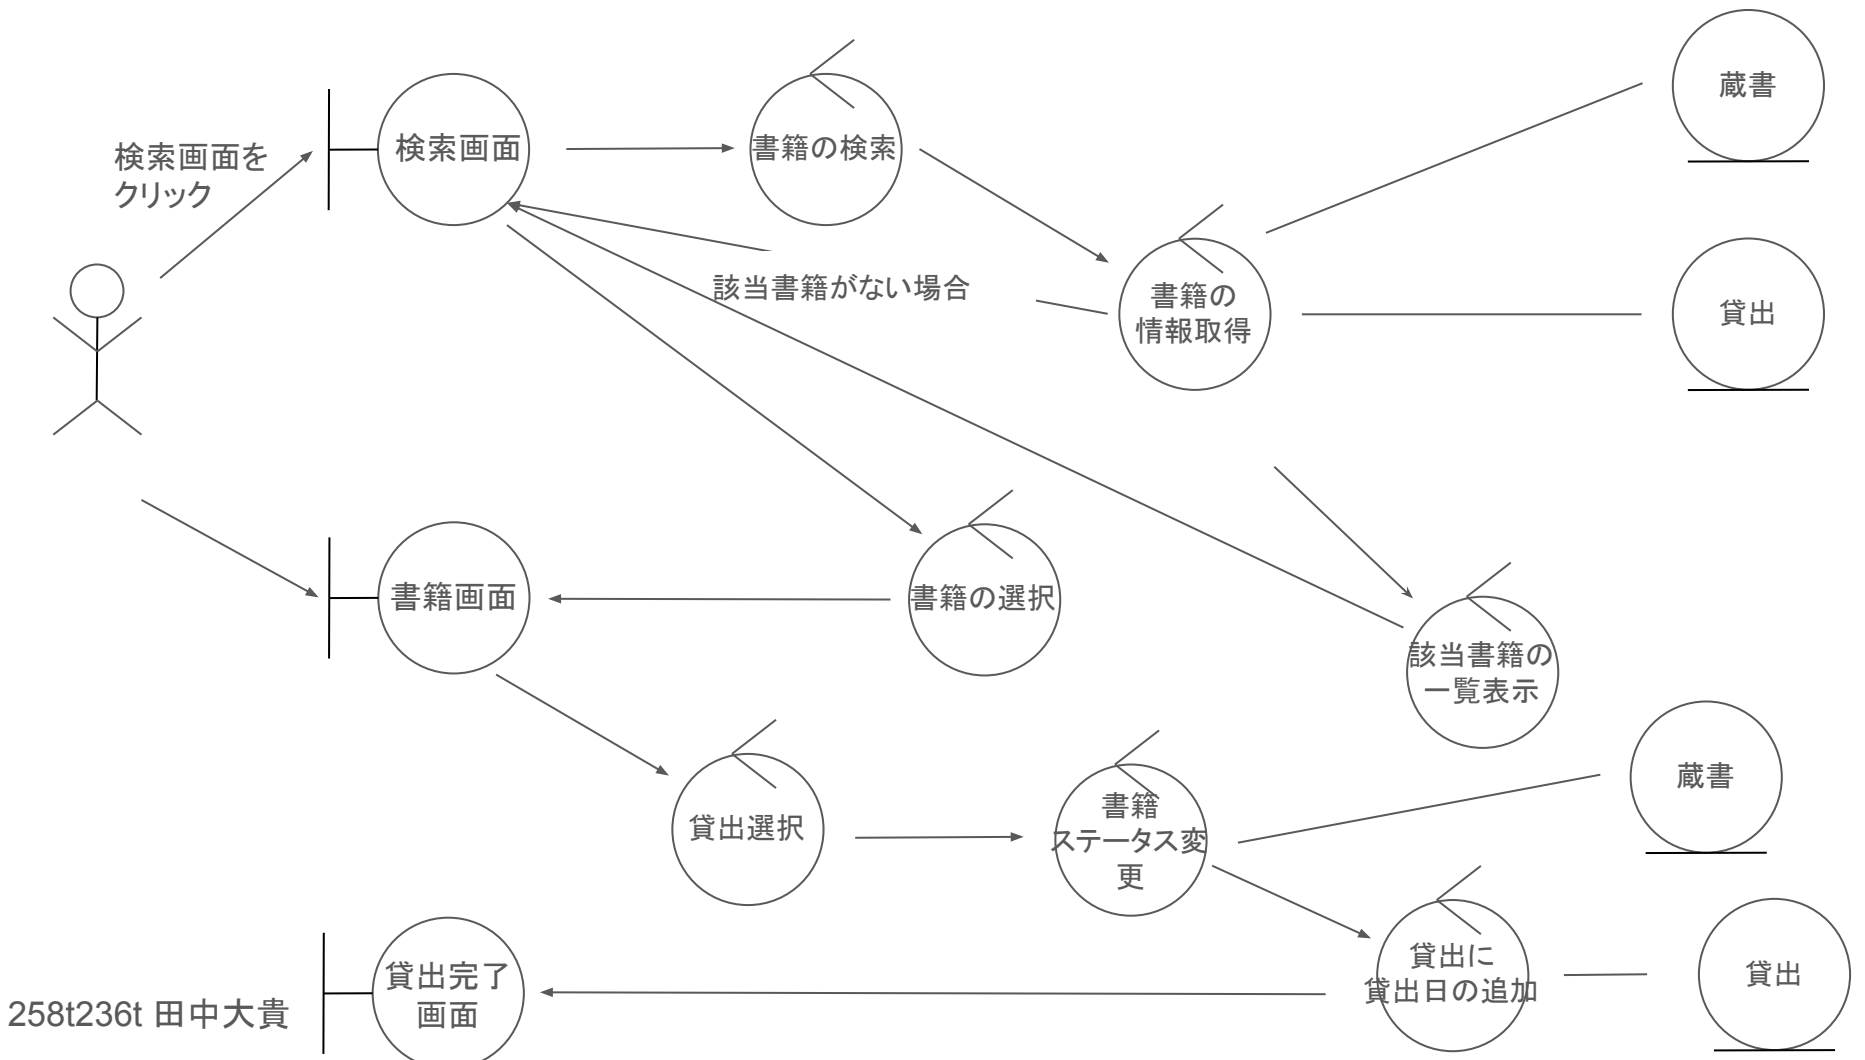 蔵書
検索画面を
クリック
検索画面
書籍の検索
該当書籍がない場合
書籍の
情報取得
貸出
書籍画面
書籍の選択
該当書籍の
一覧表示
貸出選択
書籍
ステータス変
更
蔵書
貸出に
貸出日の追加
貸出
貸出完了
画面
258t236t 田中大貴